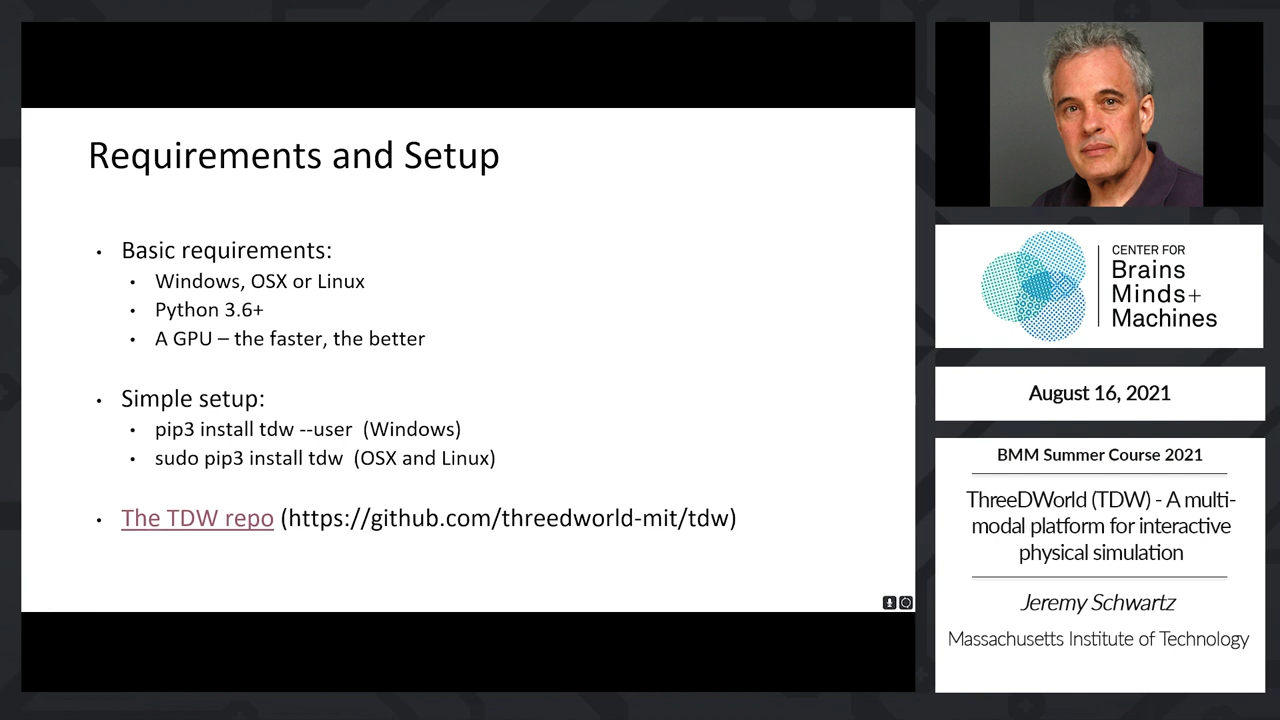 Requirements and Setup
• Basic requirements:
• Windows, OSX or Linux
• Python 3.6+
• A GPU – the faster, the better
• Simple setup:
• pip3 install tdw --user (Windows)
• sudo pip3 install tdw (OSX and Linux)
• The TDW repo (https://github.com/threedworld-mit/tdw)
CENTER FOR
Brains
Minds+
Machines
August 16, 2021
BMM Summer Course 2021
ThreeDWorld (TDW) - A multi-
modal platform for interactive
physical simulation
Jeremy Schwartz
Massachusetts Institute of Technology